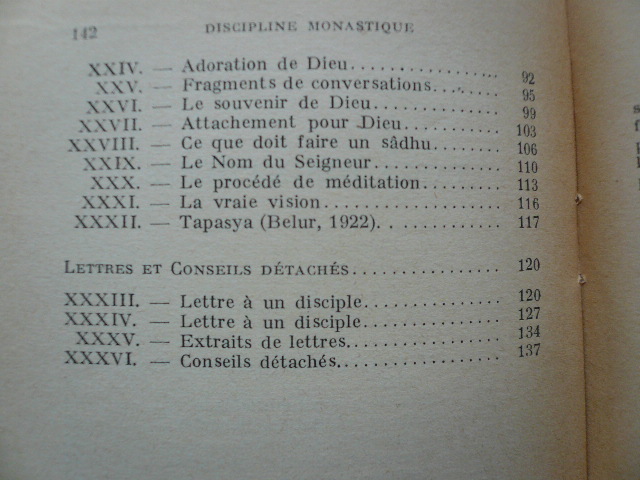 142 DISCIPLINE MONASTIQUE
XXIV. — Adoration de Dieu.................. 92
XXV. — Fragments de conversations........ 95
XXVI. — Le souvenir de Dieu............... 99
XXVII. — Attachement pour Dieu............ 103
XXVIII. — Ce que doit faire un sâdhu........ 106
XXIX. — Le Nom du Seigneur............... 110
XXX. — Le procédé de méditation......... 113
XXXI. — La vraie vision................... 116
XXXII. — Tapasya (Belur, 1922)............. 117
LETTRES ET CONSEILS DÉTACHÉS................ 120
XXXIII. — Lettre à un disciple............... 120
XXXIV. — Lettre à un disciple............... 127
XXXV. — Extraits de lettres................ 134
XXXVI. — Conseils détachés................. 137